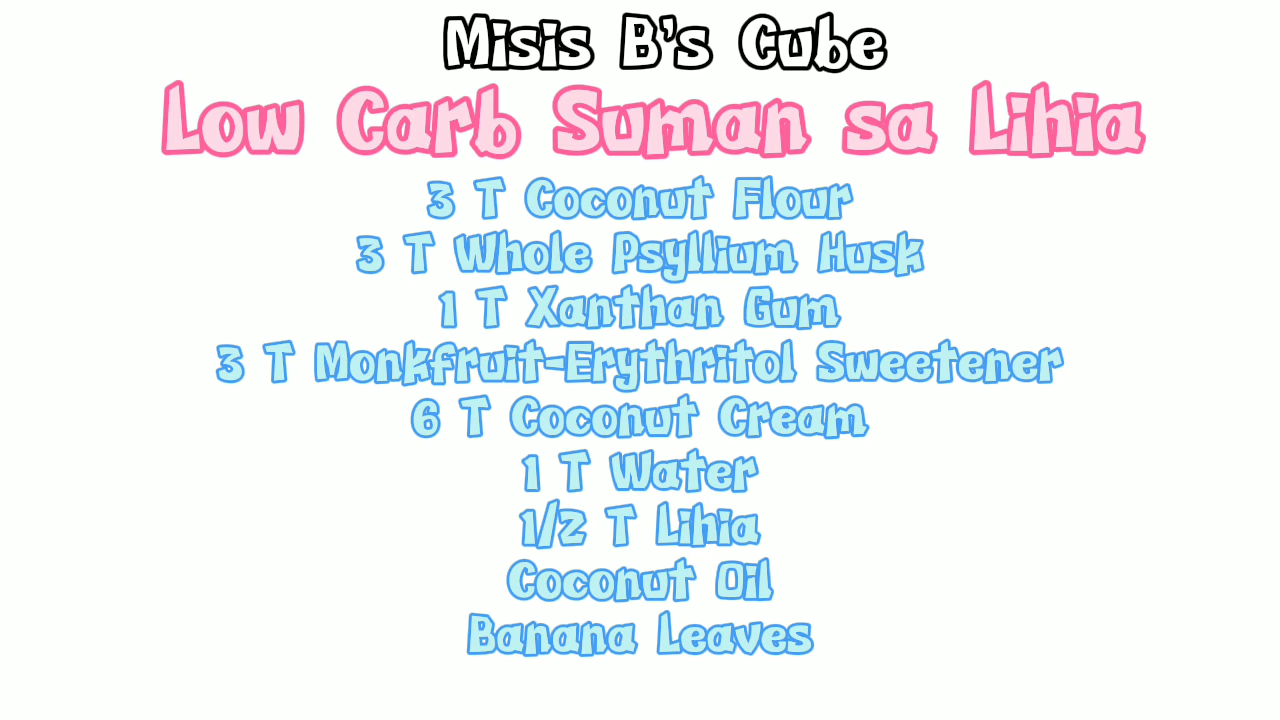 Misis B's Cube
Low Carb Suman sa Lihia
3 T Coconut Flour
3 T Whole Psyllium Husk
1 T Xanthan Gum
3 T Monkfruit-Erythritol Sweetener
6 T Coconut Cream
1 T Water
1/2 T Lihia
Coconut Oil
Banana Leaves